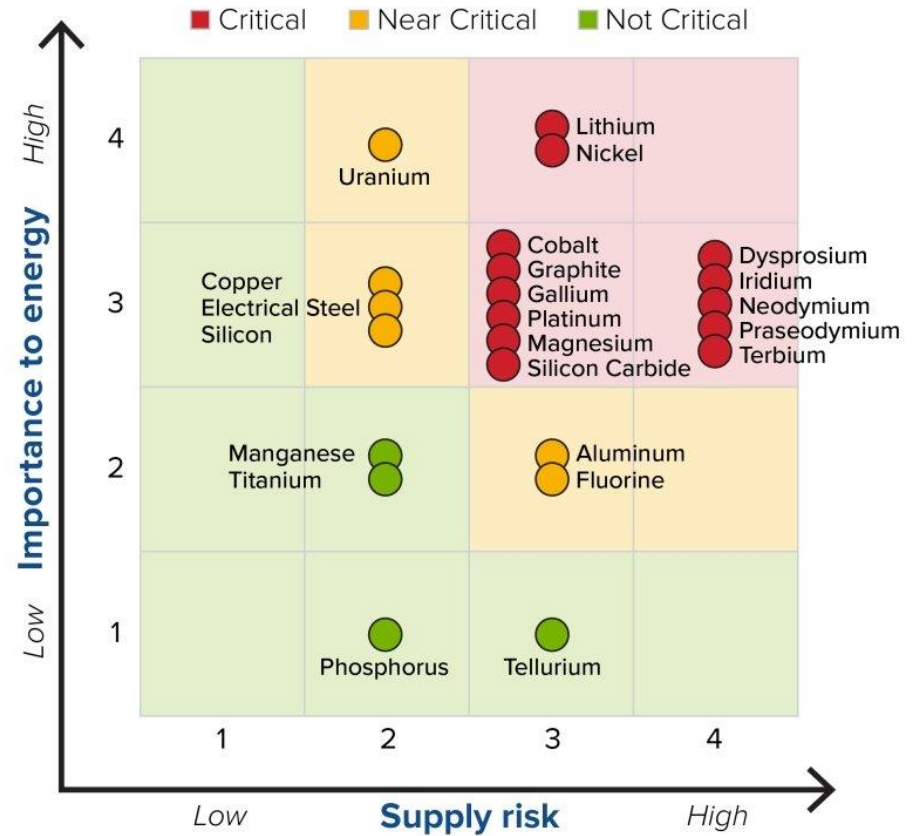 Critical
Near Critical
Not Critical
High
Importance to energy
Low
4
3
2
1
Uranium
Lithium
Nickel
Copper
Electrical Steel
Silicon
Cobalt
Graphite
Gallium
Platinum
Magnesium
Silicon Carbide
Dysprosium
Iridium
Neodymium
Praseodymium
Terbium
Manganese
Titanium
Aluminum
Fluorine
Phosphorus
Tellurium
1
2
3
4
Low
Supply risk
High